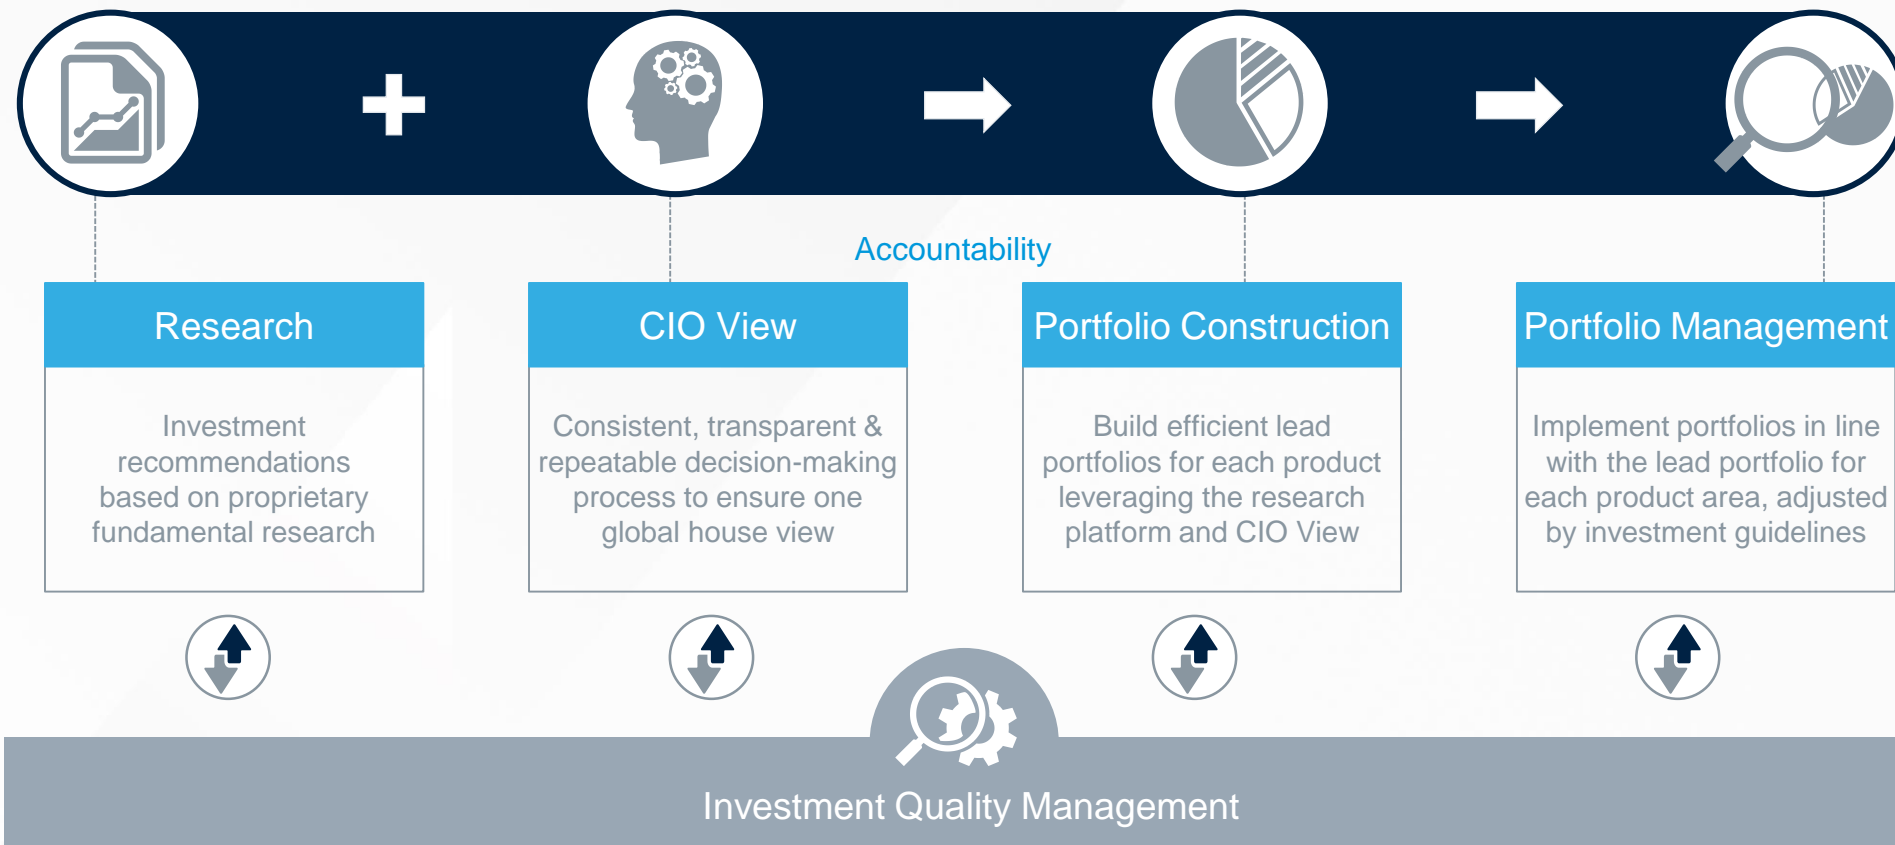 Accountability
Research
Investment
recommendations
based on proprietary
fundamental research
CIO View
Consistent, transparent &
repeatable decision-making
process to ensure one
global house view
Portfolio Construction
Build efficient lead
portfolios for each product
leveraging the research
platform and CIO View
Portfolio Management
Implement portfolios in line
with the lead portfolio for
each product area, adjusted
by investment guidelines
Investment Quality Management